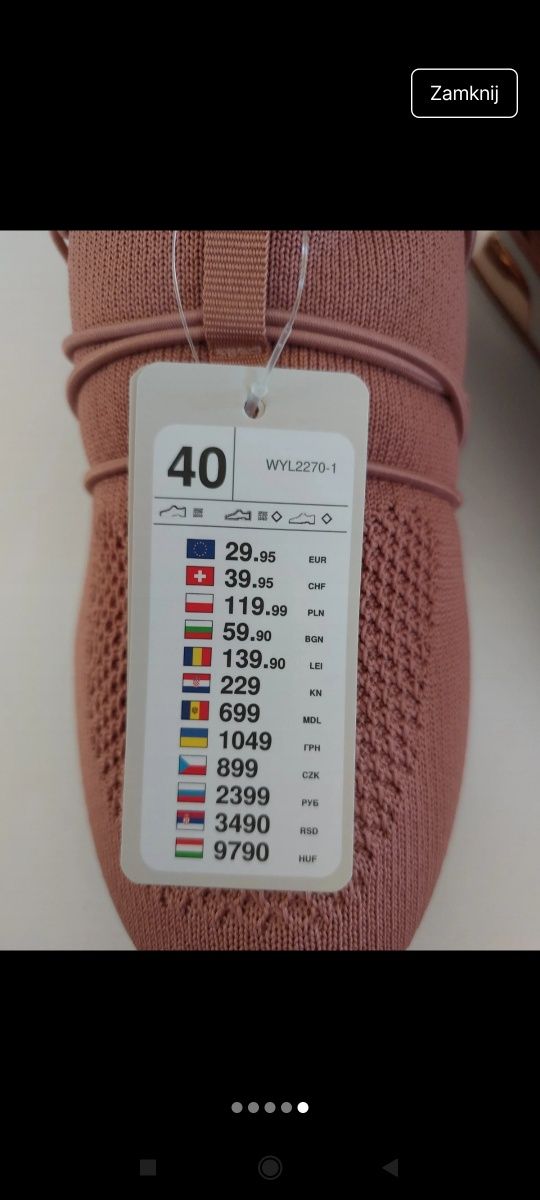 Zamknij
40
WYL2270-1
29.95 EUR
39.95 CHF
119.99 PLN
59.90 BGN
139.90 LEI
229 KN
699 MDL
1049 ГРН
899 CZK
2399 РУБ
3490 RSD
9790 HUF